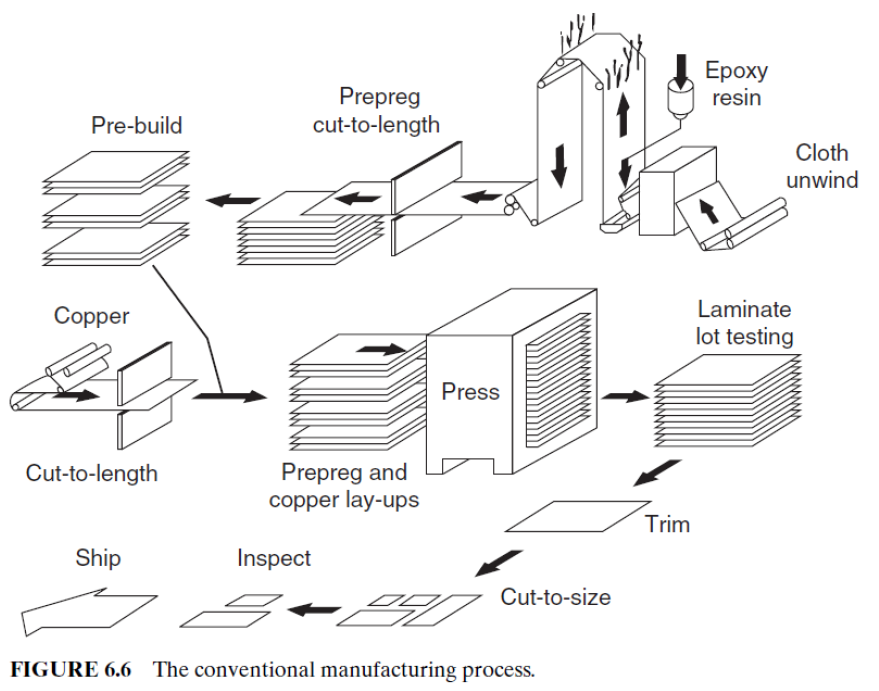 Epoxy
resin
Cloth
unwind
Prepreg
cut-to-length
Pre-build
Copper
Cut-to-length
Prepreg and
copper lay-ups
Press
Laminate
lot testing
Trim
Cut-to-size
Inspect
Ship
FIGURE 6.6 The conventional manufacturing process.